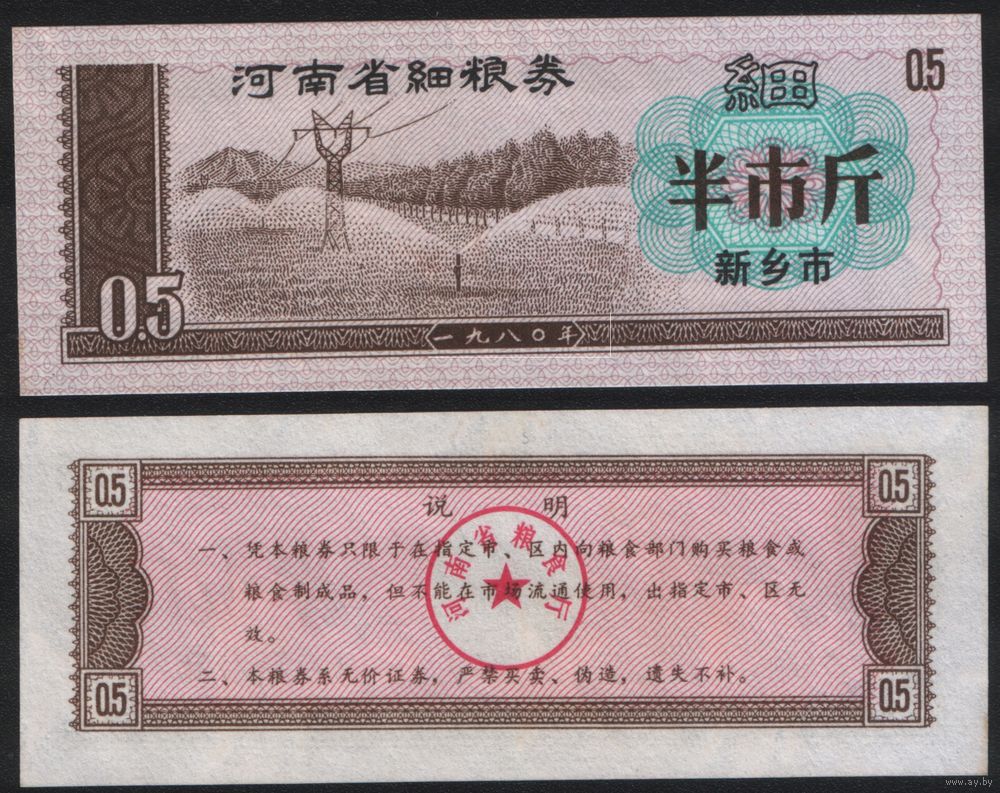 河南省細粮券
細
0.5
半市斤
新乡市
0.5
一九八〇年
0.5
0.5
说 明
一、凭本粮券只限于在指定市、区内向粮食部门购买粮食或
粮食制成品，但不能在市场流通使用，出指定市、区无
效。
二、本粮券系无价证券，严禁买卖、伪造，遗失不补。
河南省粮食厅
0.5
0.5
www.ay.by